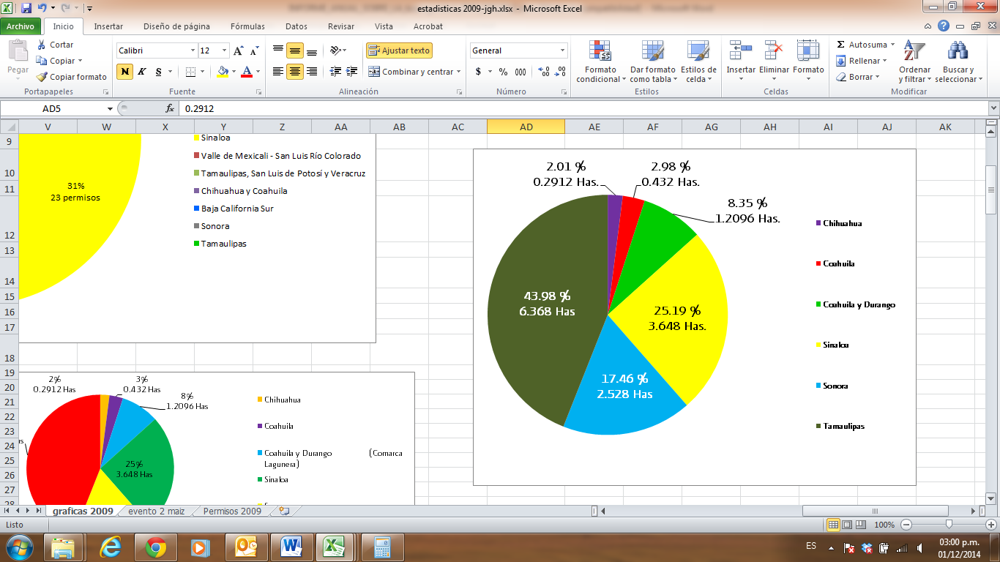 estadisticas 2009-jgh.xlsx - Microsoft Excel
Archivo Inicio Insertar Diseño de página Fórmulas Datos Revisar Vista Acrobat
Pegar
Cortar
Copiar
Copiar formato
Portapapeles
Calibri 12
N K S
Fuente
Ajustar texto
Combinar y centrar
Alineación
General
$ % 000
Número
Formato condicional
Dar formato como tabla
Estilos de celda
Estilos
Insertar Eliminar Formato
Celdas
Autosuma
Rellenar
Borrar
Ordenar y filtrar
Buscar y seleccionar
Modificar
AD5 fx 0.2912
V W X Y Z AA AB AC AD AE AF AG AH AI AJ AK
9
10
11
12
13
14
15
16
17
18
19
20
21
22
23
24
25
26
27
28
31%
23 permisos
Sinaloa
Valle de Mexicali - San Luis Río Colorado
Tamaulipas, San Luis de Potosí y Veracruz
Chihuahua y Coahuila
Baja California Sur
Sonora
Tamaulipas
2.01 %
0.2912 Has.
2.98 %
0.432 Has.
8.35 %
1.2096 Has.
25.19 %
3.648 Has.
17.46 %
2.528 Has
43.98 %
6.368 Has
Chihuahua
Coahuila
Coahuila y Durango
Sinaloa
Sonora
Tamaulipas
2%
0.2912 Has
3%
0.432 Has
8%
1.2096 Has
25%
3.648 Has
Chihuahua
Coahuila
Coahuila y Durango (Comarca
Lagunera)
Sinaloa
graficas 2009 evento 2 maiz Permisos 2009
Listo 100%
ES
03:00 p.m.
01/12/2014